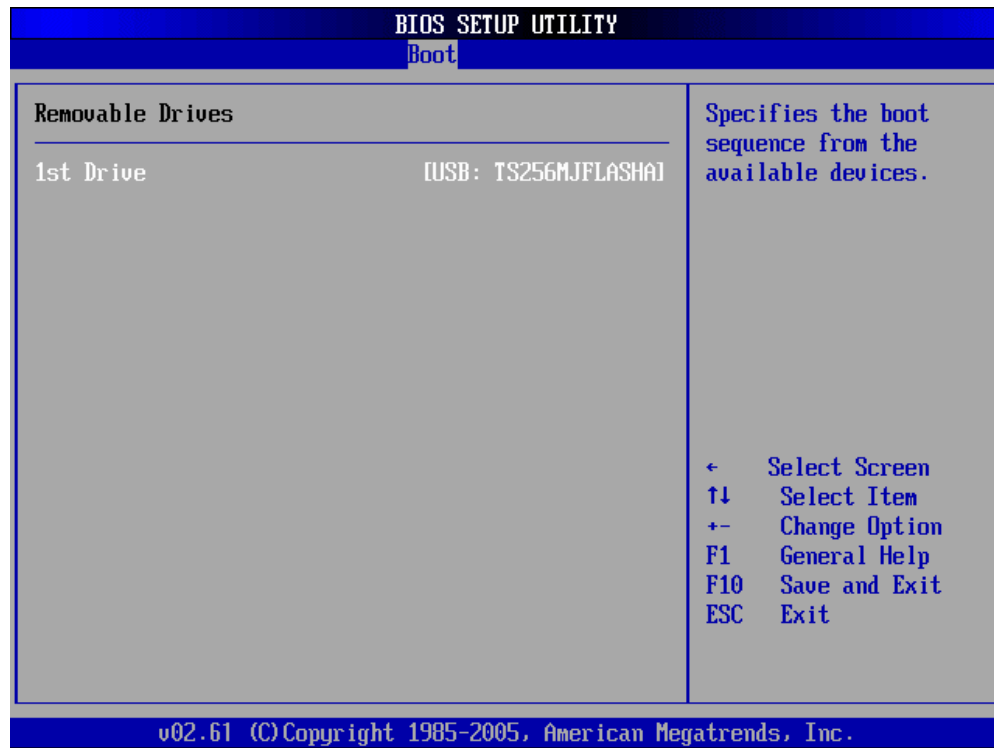 BIOS SETUP UTILITY
Boot
Removable Drives
1st Drive [USB: TS256MJFLASHA]
Specifies the boot
sequence from the
available devices.
← Select Screen
↑↓ Select Item
+- Change Option
F1 General Help
F10 Save and Exit
ESC Exit
v02.61 (C)Copyright 1985-2005, American Megatrends, Inc.